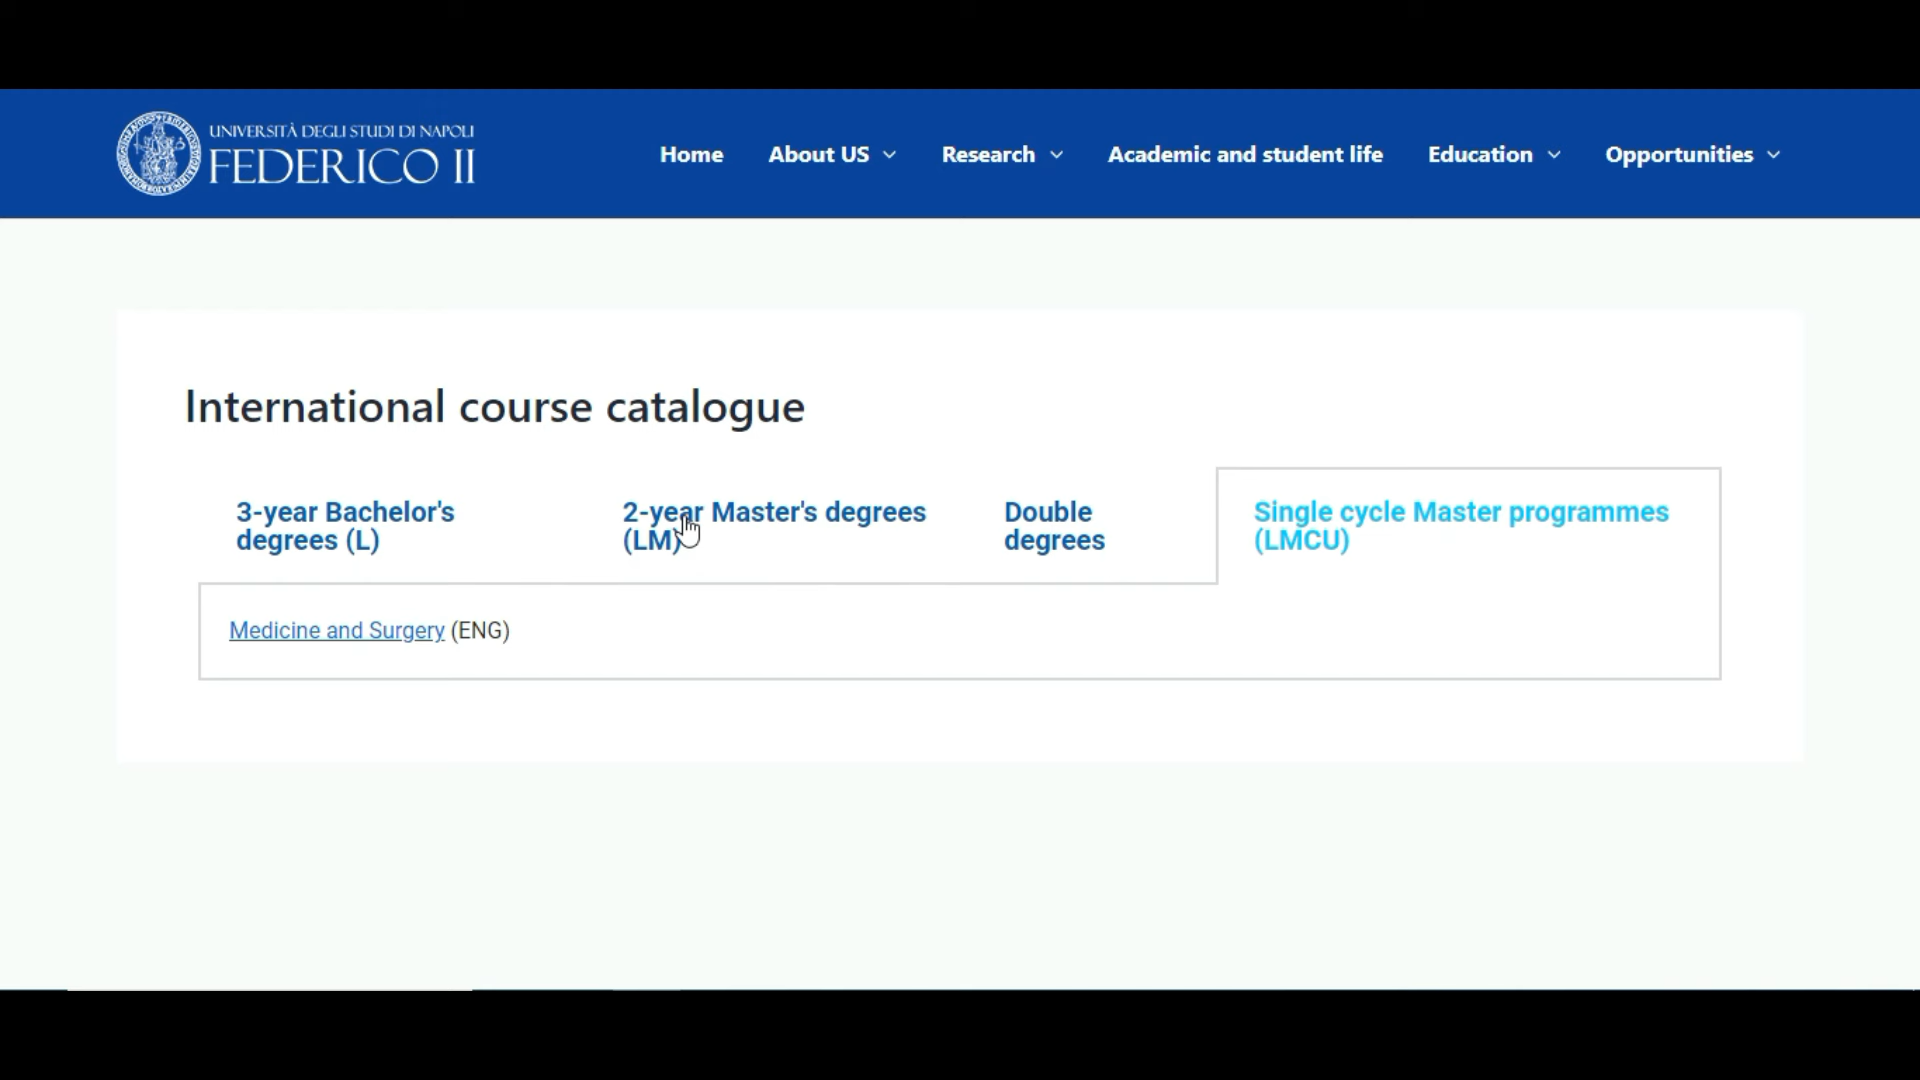 UNIVERSITÀ DEGLI STUDI DI NAPOLI
FEDERICO II
Home About US Research Academic and student life Education Opportunities
International course catalogue
3-year Bachelor's
degrees (L)
2-year Master's degrees
(LM)
Double
degrees
Single cycle Master programmes
(LMCU)
Medicine and Surgery (ENG)